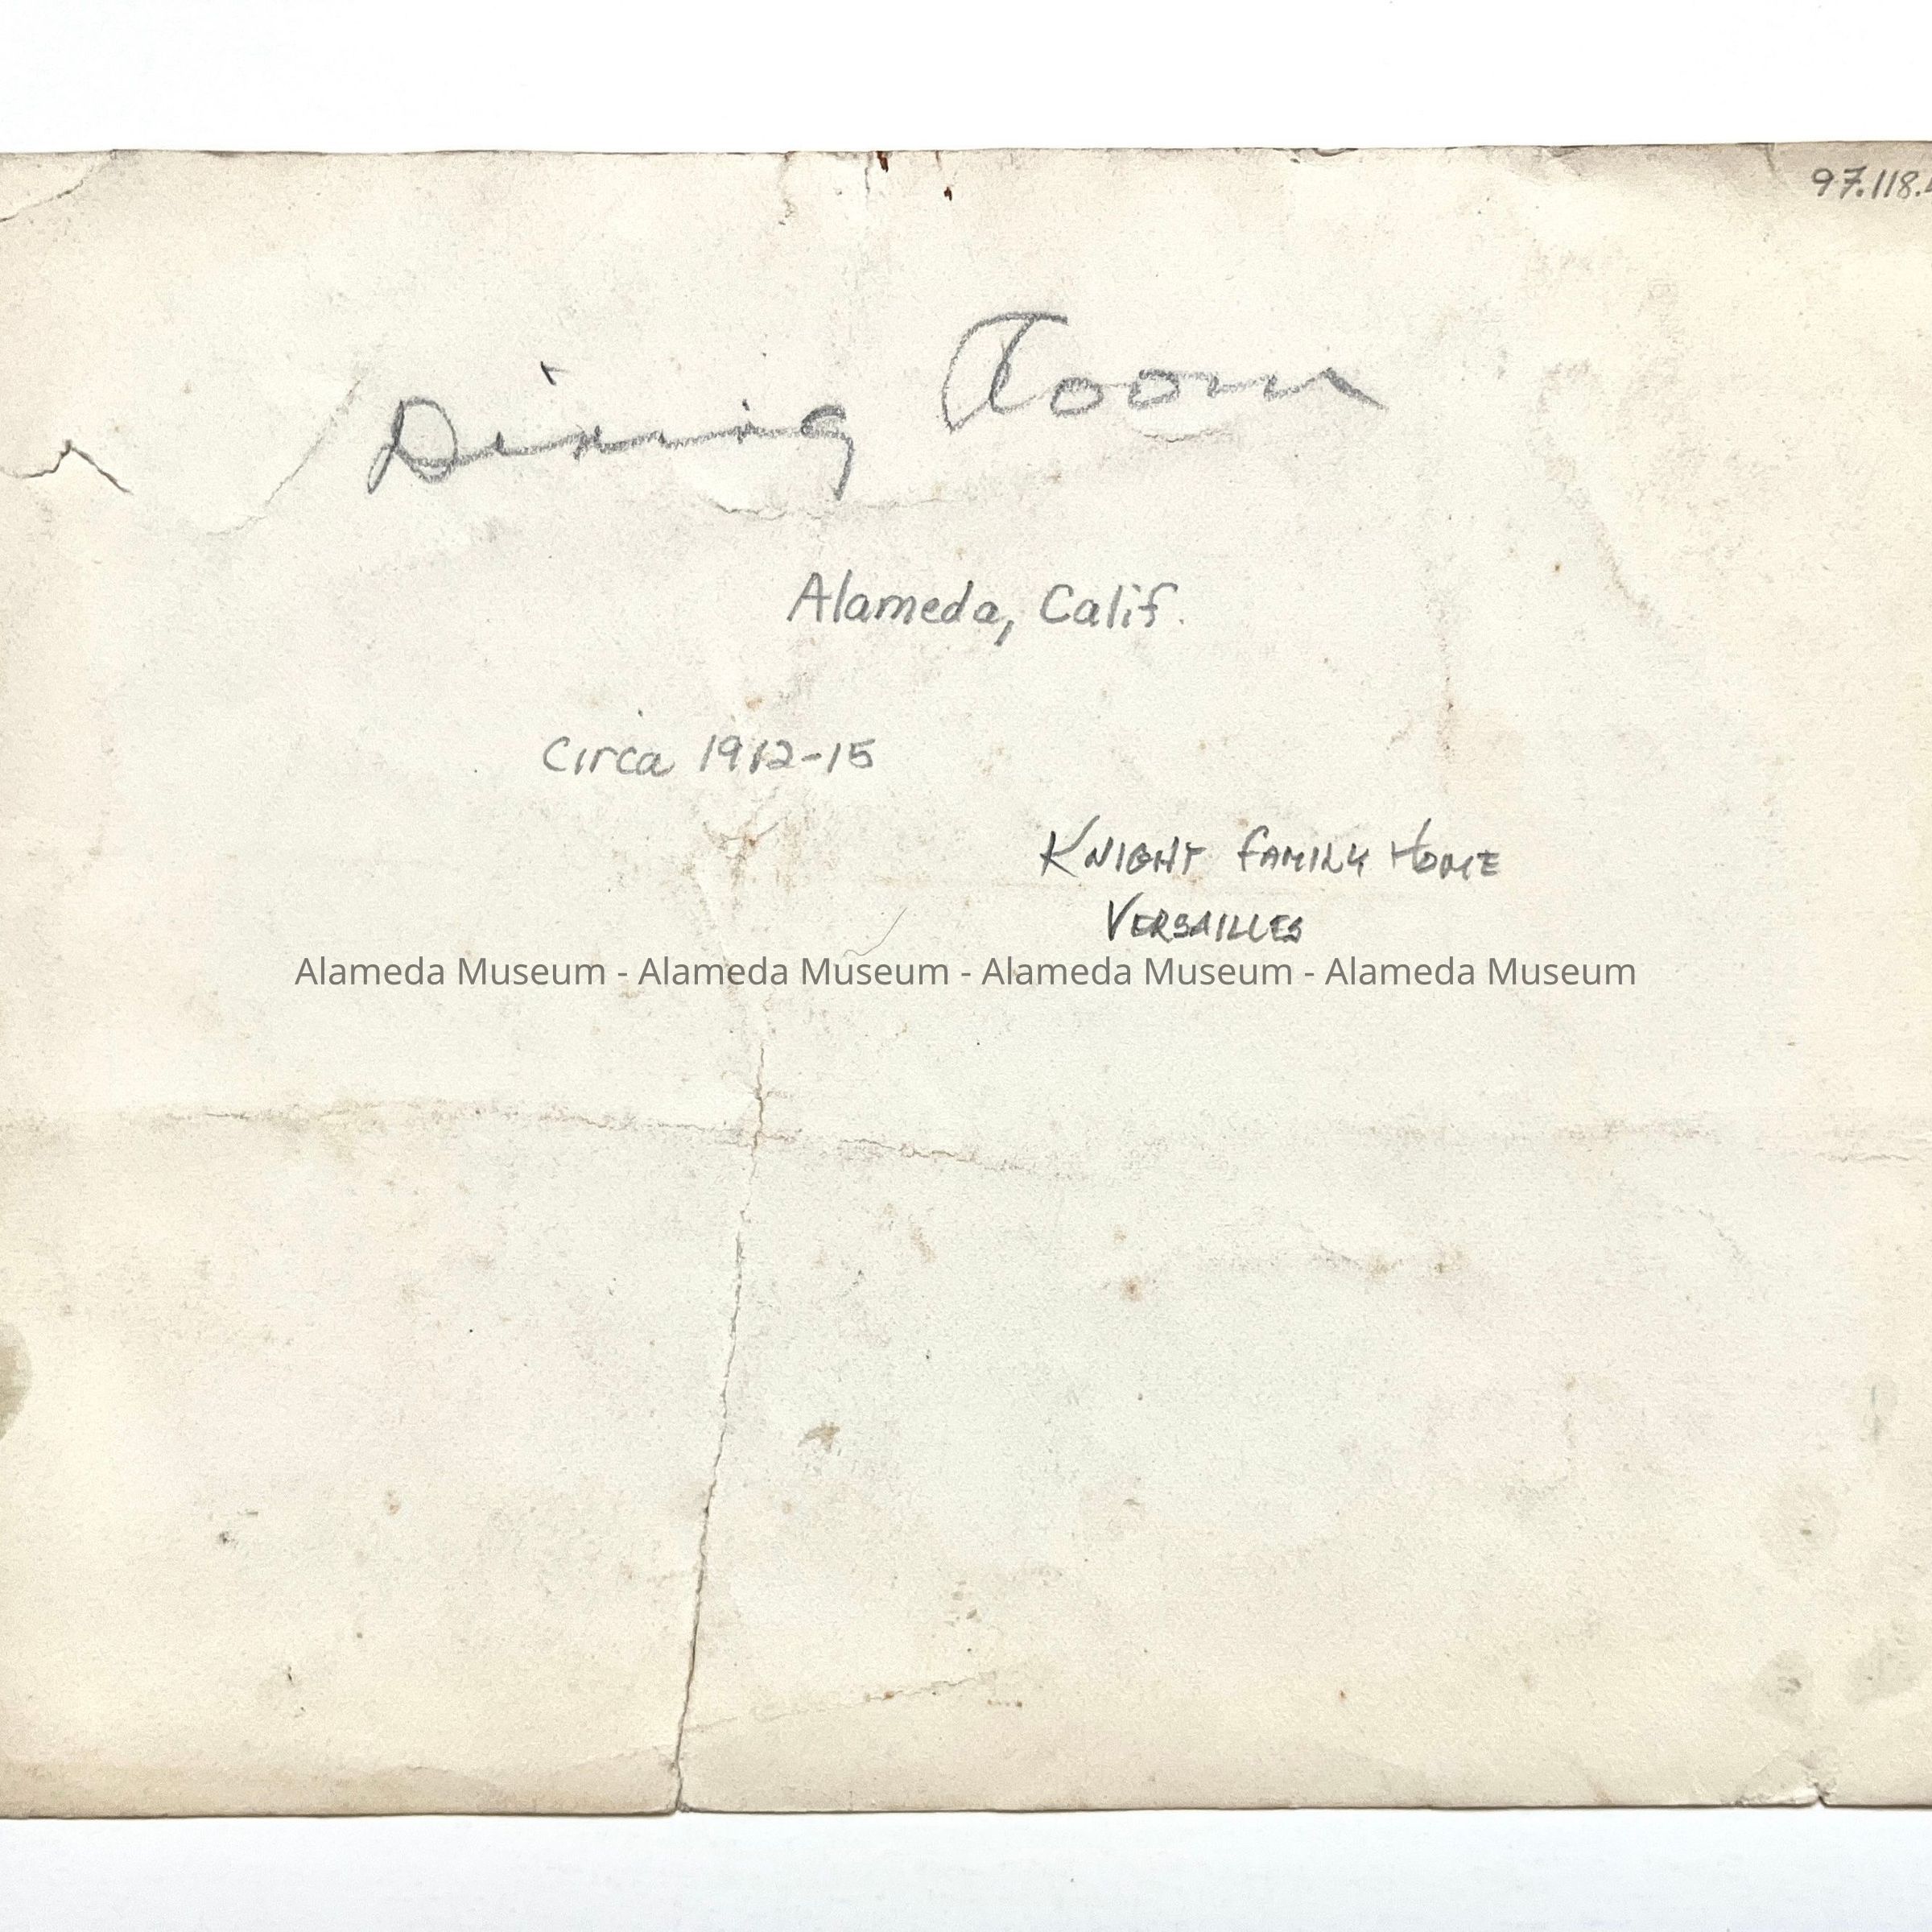 97.118.
Dining Room
Alameda, Calif.
Circa 1912-15
KNIGHT FAMILY HOME
VERSAILLES
Alameda Museum - Alameda Museum - Alameda Museum - Alameda Museum